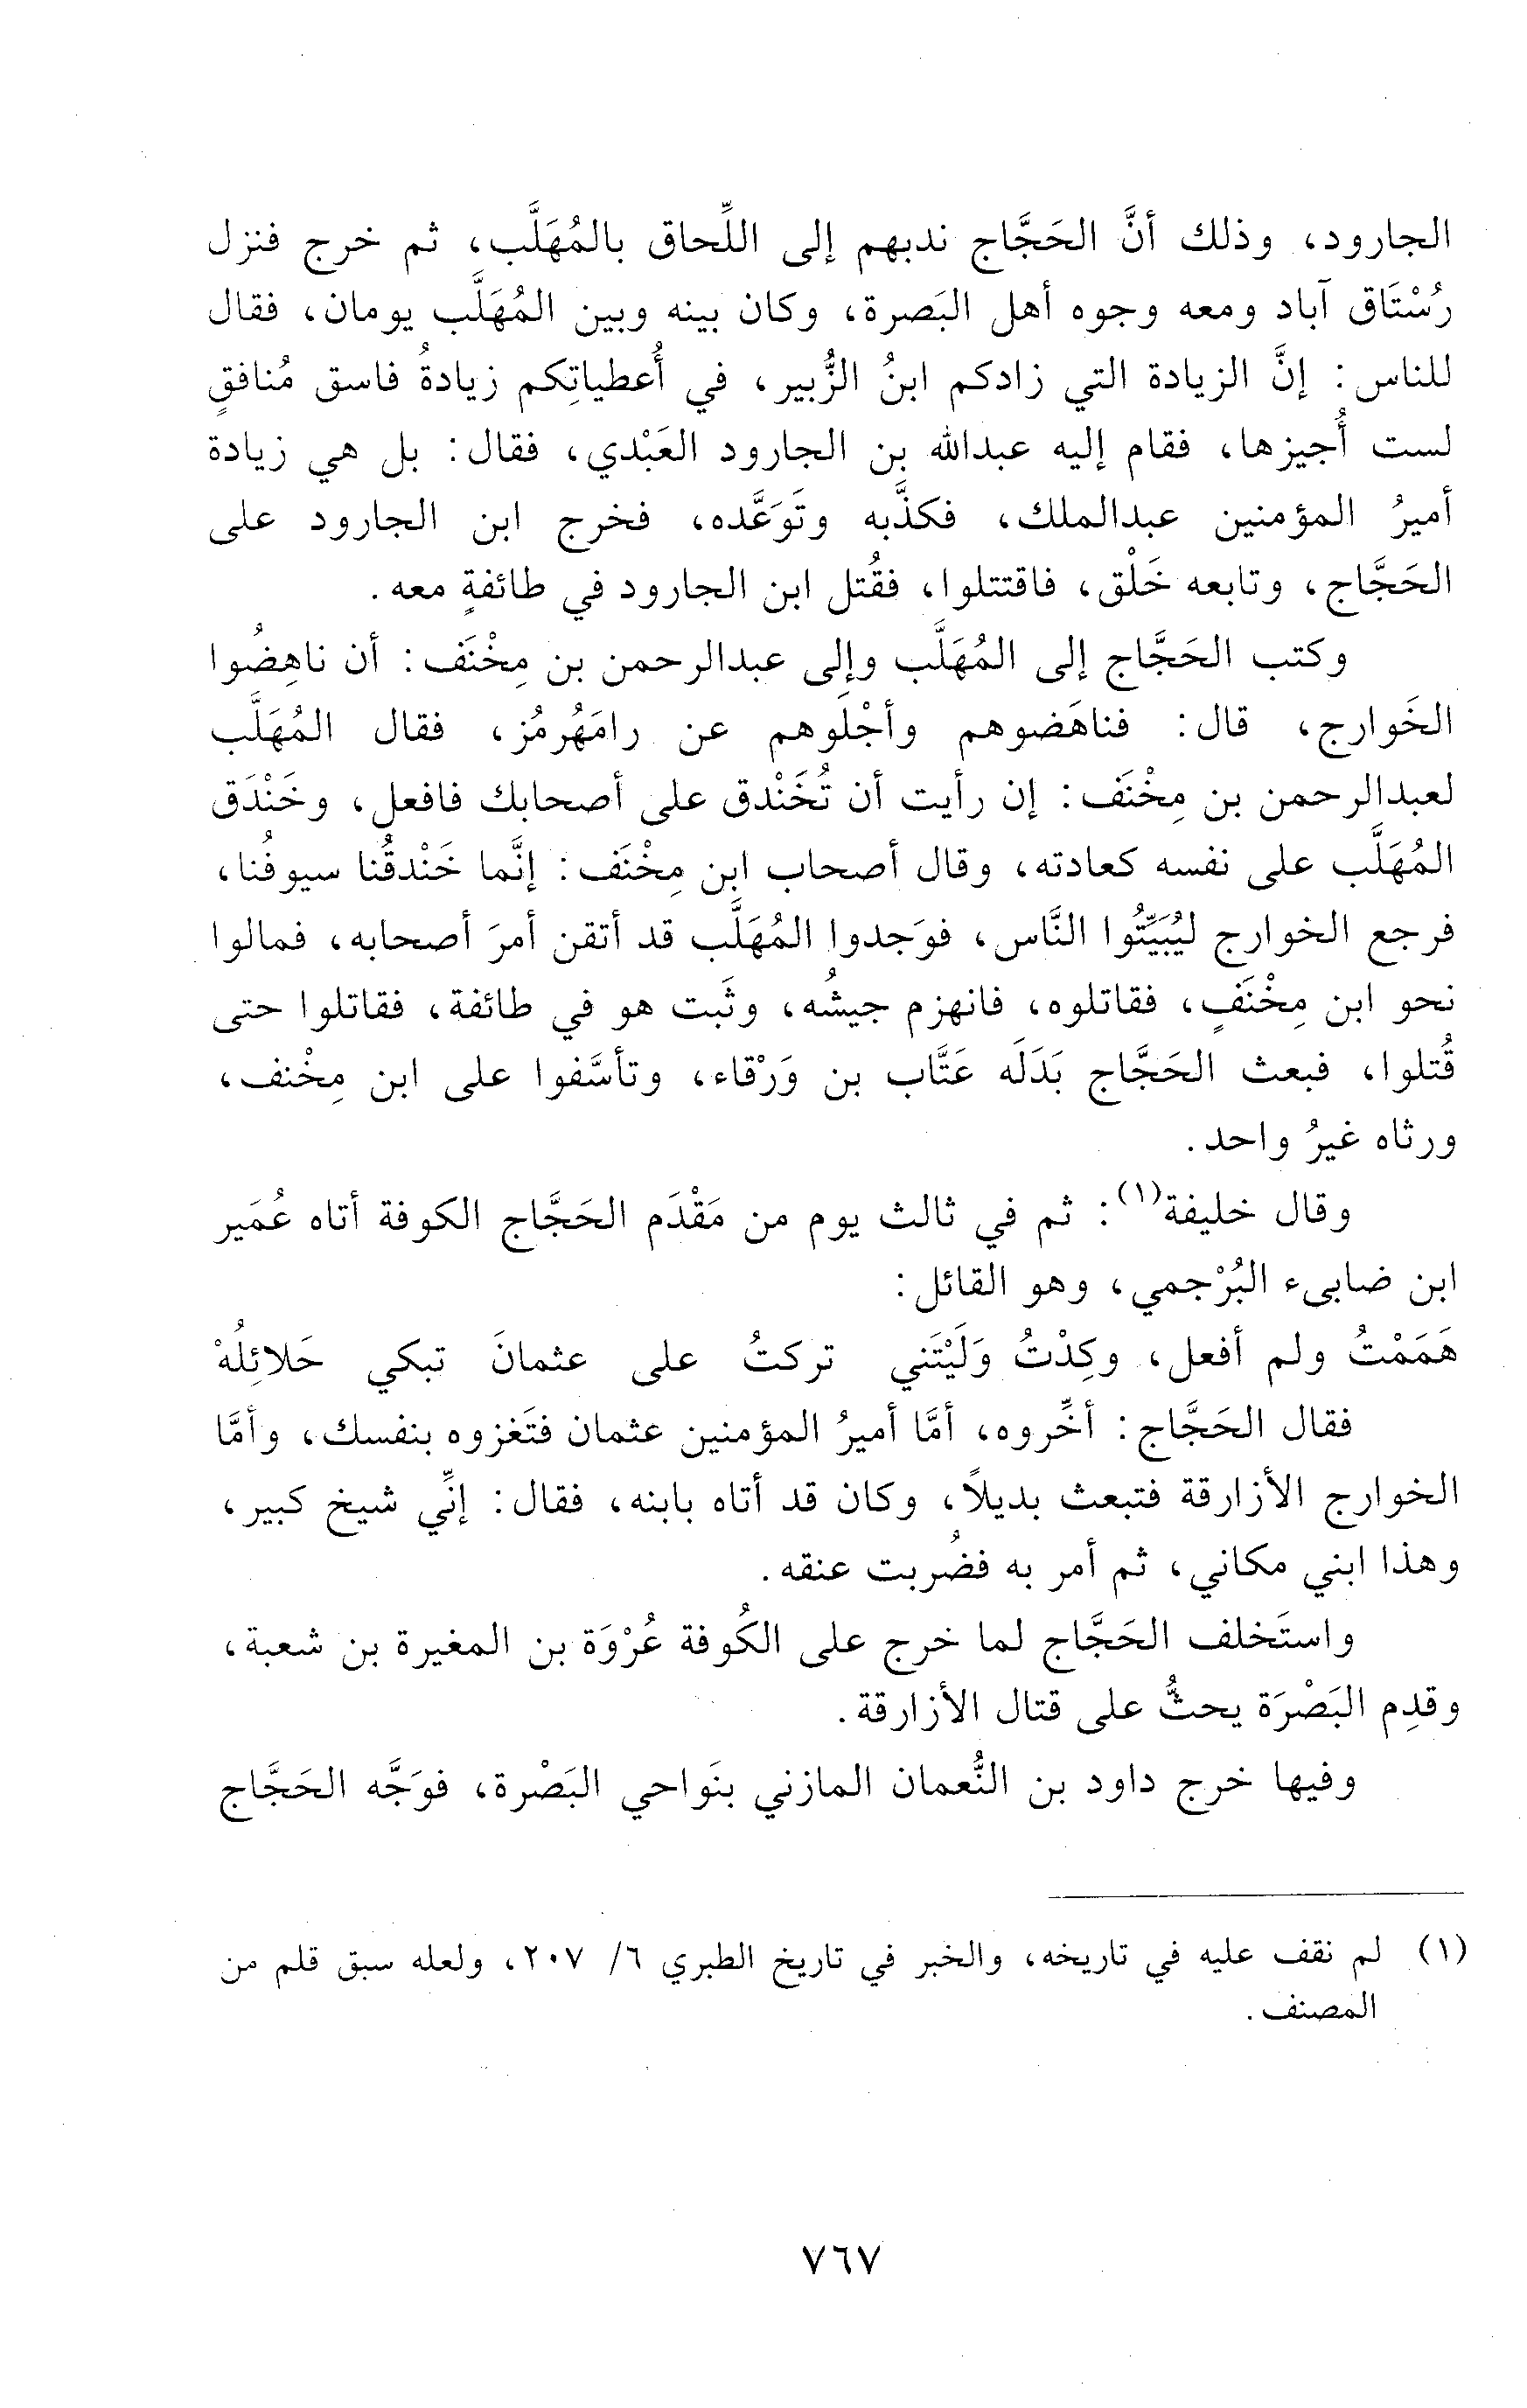 الجارود، وذلك أنَّ الحَجَّاج ندبهم إلى اللِّحاق بالمُهَلَّب، ثم خرج فنزل
رُسْتَاق آباد ومعه وجوه أهل البَصرة، وكان بينه وبين المُهَلَّب يومان، فقال
للناس: إنَّ الزيادة التي زادكم ابنُ الزُّبير، في أُعطياتِكم زيادةُ فاسق مُنافقٍ
لست أُجيزها، فقام إليه عبدالله بن الجارود العَبْدي، فقال: بل هي زيادة
أميرُ المؤمنين عبدالملك، فكذَّبه وتَوَعَّده، فخرج ابن الجارود على
الحَجَّاج، وتابعه خَلْق، فاقتتلوا، فقُتل ابن الجارود في طائفةٍ معه.
وكتب الحَجَّاج إلى المُهَلَّب وإلى عبدالرحمن بن مِخْنَف: أن ناهِضُوا
الخَوارج، قال: فناهَضوهم وأجْلَوهم عن رامَهُرمُز، فقال المُهَلَّب
لعبدالرحمن بن مِخْنَف: إن رأيت أن تُخَنْدق على أصحابك فافعل، وخَنْدَق
المُهَلَّب على نفسه كعادته، وقال أصحاب ابن مِخْنَف: إنَّما خَنْدقُنا سيوفُنا،
فرجع الخوارج ليُبَيِّتُوا النَّاس، فوَجدوا المُهَلَّب قد أتقن أمرَ أصحابه، فمالوا
نحو ابن مِخْنَفٍ، فقاتلوه، فانهزم جيشُه، وثَبت هو في طائفة، فقاتلوا حتى
قُتلوا، فبعث الحَجَّاج بَدَلَه عَتَّاب بن وَرْقاء، وتأسَّفوا على ابن مِخْنف،
ورثاه غيرُ واحد.
وقال خليفة(١): ثم في ثالث يوم من مَقْدَم الحَجَّاج الكوفة أتاه عُمَير
ابن ضابىء البُرْجمي، وهو القائل:
هَمَمْتُ ولم أفعل، وكِدْتُ وَلَيْتَني تركتُ على عثمانَ تبكي حَلائِلُهْ
فقال الحَجَّاج: أخِّروه، أمَّا أميرُ المؤمنين عثمان فتَغزوه بنفسك، وأمَّا
الخوارج الأزارقة فتبعث بديلاً، وكان قد أتاه بابنه، فقال: إنِّي شيخ كبير،
وهذا ابني مكاني، ثم أمر به فضُربت عنقه.
واستَخلف الحَجَّاج لما خرج على الكُوفة عُرْوَة بن المغيرة بن شعبة،
وقدِم البَصْرَة يحثُّ على قتال الأزارقة.
وفيها خرج داود بن النُّعمان المازني بنَواحي البَصْرة، فوَجَّه الحَجَّاج
(١) لم نقف عليه في تاريخه، والخبر في تاريخ الطبري ٦/ ٢٠٧، ولعله سبق قلم من
المصنف.
٧٦٧